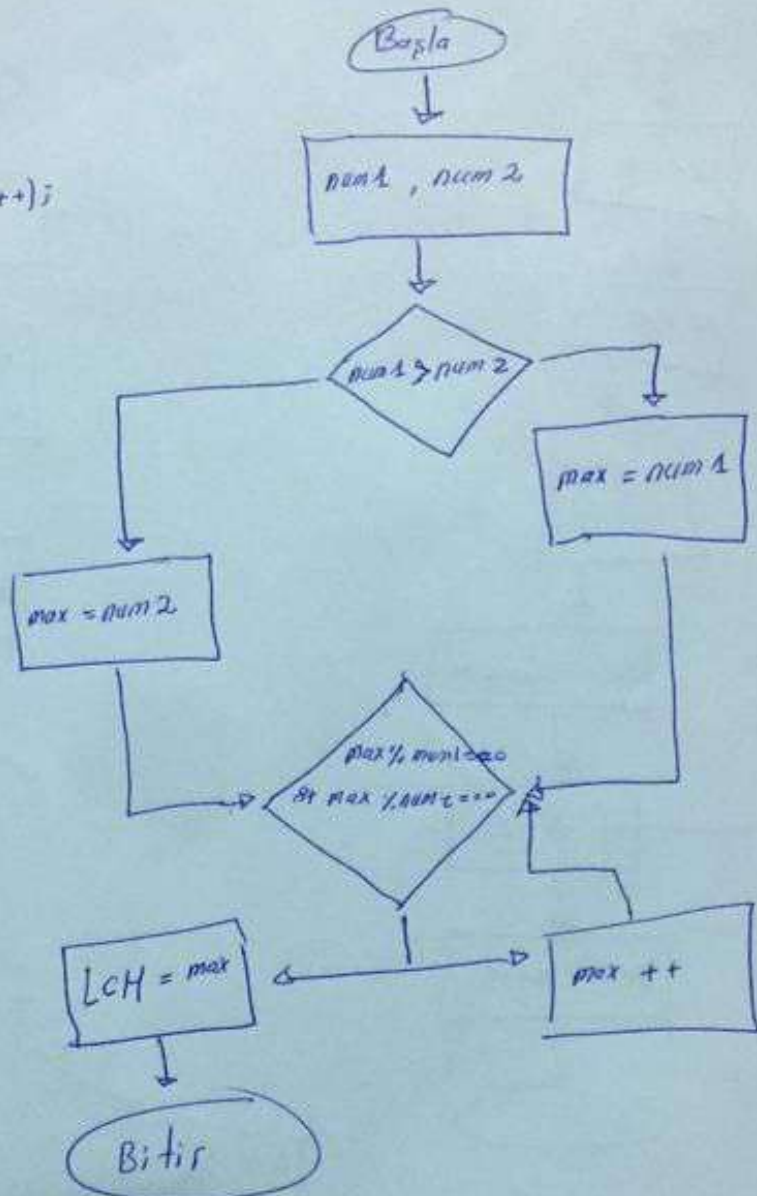 Başla
++);
num1 , num2
num1 > num2
max = num1
max = num2
max % num1 == 0
max % num2 == 0
LCM = max
max ++
Bitir